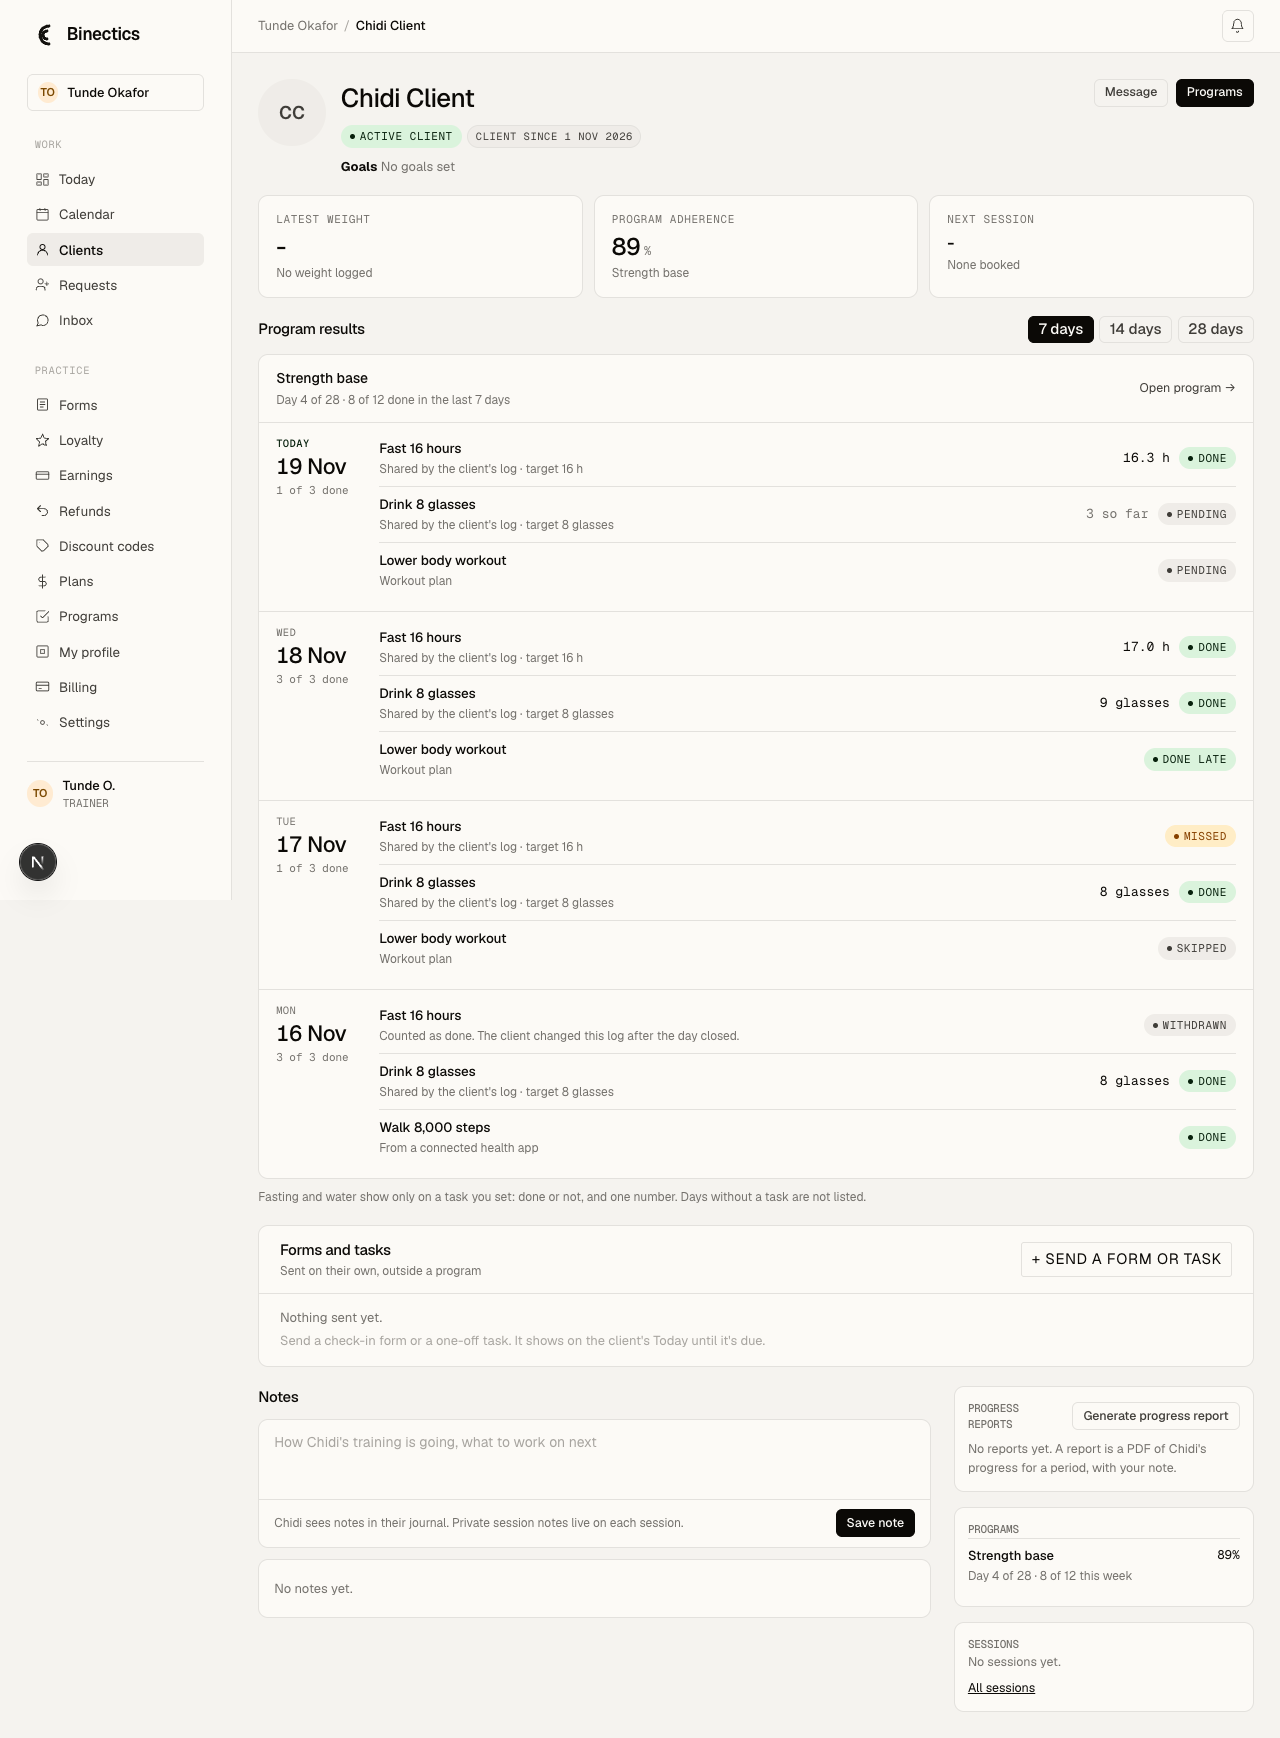 Binectics
TO Tunde Okafor
WORK
Today
Calendar
Clients
Requests
Inbox
PRACTICE
Forms
Loyalty
Earnings
Refunds
Discount codes
Plans
Programs
My profile
Billing
Settings
TO Tunde O.
TRAINER
N
Tunde Okafor / Chidi Client
CC
Chidi Client
ACTIVE CLIENT
CLIENT SINCE 1 NOV 2026
Goals No goals set
Message
Programs
LATEST WEIGHT
-
No weight logged
PROGRAM ADHERENCE
89 %
Strength base
NEXT SESSION
-
None booked
Program results
7 days
14 days
28 days
Strength base
Day 4 of 28 · 8 of 12 done in the last 7 days
Open program →
TODAY
19 Nov
1 of 3 done
Fast 16 hours
Shared by the client's log · target 16 h
16.3 h DONE
Drink 8 glasses
Shared by the client's log · target 8 glasses
3 so far PENDING
Lower body workout
Workout plan
PENDING
WED
18 Nov
3 of 3 done
Fast 16 hours
Shared by the client's log · target 16 h
17.0 h DONE
Drink 8 glasses
Shared by the client's log · target 8 glasses
9 glasses DONE
Lower body workout
Workout plan
DONE LATE
TUE
17 Nov
1 of 3 done
Fast 16 hours
Shared by the client's log · target 16 h
MISSED
Drink 8 glasses
Shared by the client's log · target 8 glasses
8 glasses DONE
Lower body workout
Workout plan
SKIPPED
MON
16 Nov
3 of 3 done
Fast 16 hours
Counted as done. The client changed this log after the day closed.
WITHDRAWN
Drink 8 glasses
Shared by the client's log · target 8 glasses
8 glasses DONE
Walk 8,000 steps
From a connected health app
DONE
Fasting and water show only on a task you set: done or not, and one number. Days without a task are not listed.
Forms and tasks
Sent on their own, outside a program
+ SEND A FORM OR TASK
Nothing sent yet.
Send a check-in form or a one-off task. It shows on the client's Today until it's due.
Notes
How Chidi's training is going, what to work on next
Chidi sees notes in their journal. Private session notes live on each session.
Save note
No notes yet.
PROGRESS
REPORTS
Generate progress report
No reports yet. A report is a PDF of Chidi's
progress for a period, with your note.
PROGRAMS
Strength base 89%
Day 4 of 28 · 8 of 12 this week
SESSIONS
No sessions yet.
All sessions